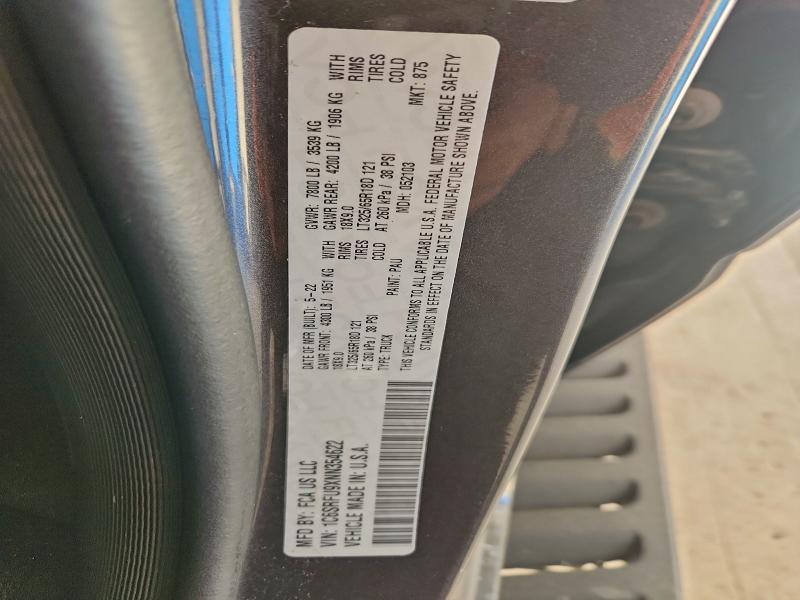 MFD BY: FCA US LLC
DATE OF MFR (BUILT): 5-22
GVWR: 7800 LB / 3539 KG
VIN: 1C6SRFU9XNN354622
GAWR FRONT: 4300 LB / 1951 KG WITH
GAWR REAR: 4200 LB / 1906 KG WITH
VEHICLE MADE IN: U.S.A.
18X9.0 RIMS
18X9.0 RIMS
LT325/65R18D 121 TIRES
LT325/65R18D 121 TIRES
AT 260 kPa / 38 PSI COLD
AT 260 kPa / 38 PSI COLD
TYPE: TRUCK
PAINT: PAU
MDH: 052103
MKT: 875
THIS VEHICLE CONFORMS TO ALL APPLICABLE U.S.A. FEDERAL MOTOR VEHICLE SAFETY
STANDARDS IN EFFECT ON THE DATE OF MANUFACTURE SHOWN ABOVE.